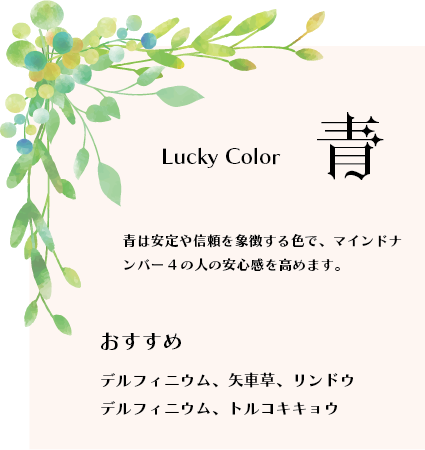 Lucky Color 青
青は安定や信頼を象徴する色で、マインドナ
ンバー４の人の安心感を高めます。
おすすめ
デルフィニウム、矢車草、リンドウ
デルフィニウム、トルコキキョウ